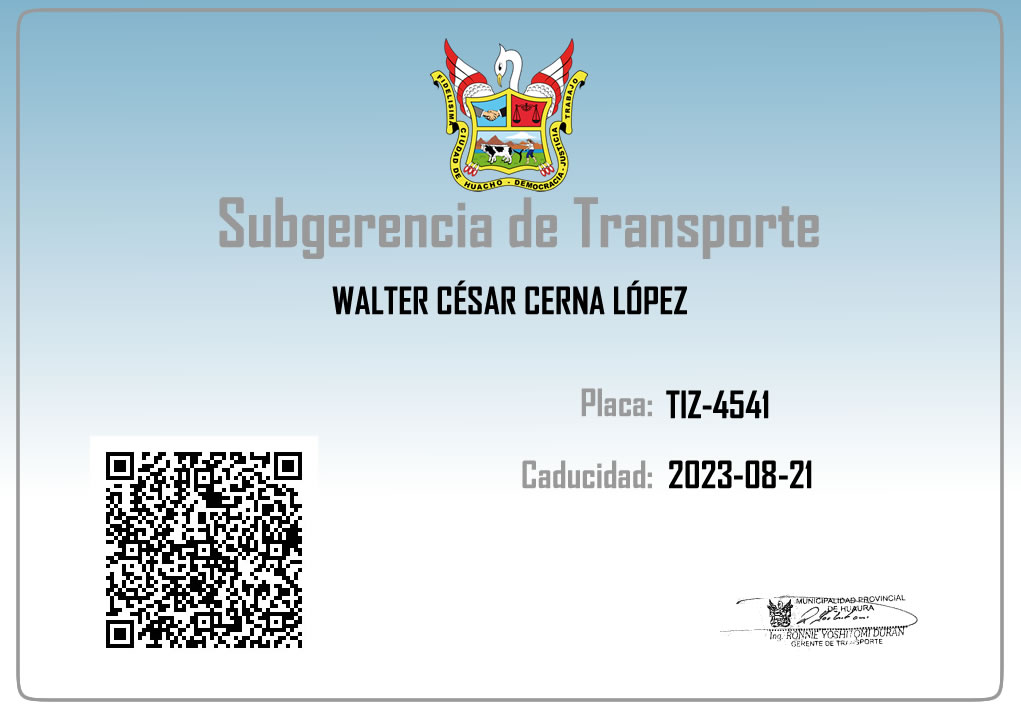 FIDELISIMA CIUDAD DE HUACHO - DEMOCRACIA - JUSTICIA - TRABAJO
Subgerencia de Transporte
WALTER CÉSAR CERNA LÓPEZ
Placa: TIZ-4541
Caducidad: 2023-08-21
MUNICIPALIDAD PROVINCIAL
DE HUAURA
Ing. RONNIE YOSHITOMI DURAN
GERENTE DE TRANSPORTE